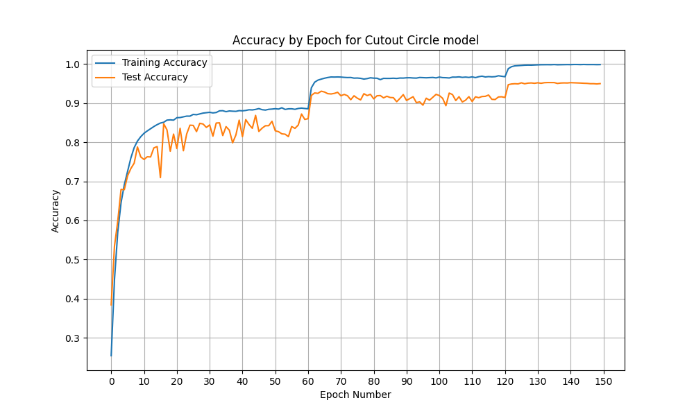 Accuracy by Epoch for Cutout Circle model
Training Accuracy
Test Accuracy
1.0
0.9
0.8
0.7
0.6
0.5
0.4
0.3
Accuracy
0 10 20 30 40 50 60 70 80 90 100 110 120 130 140 150
Epoch Number